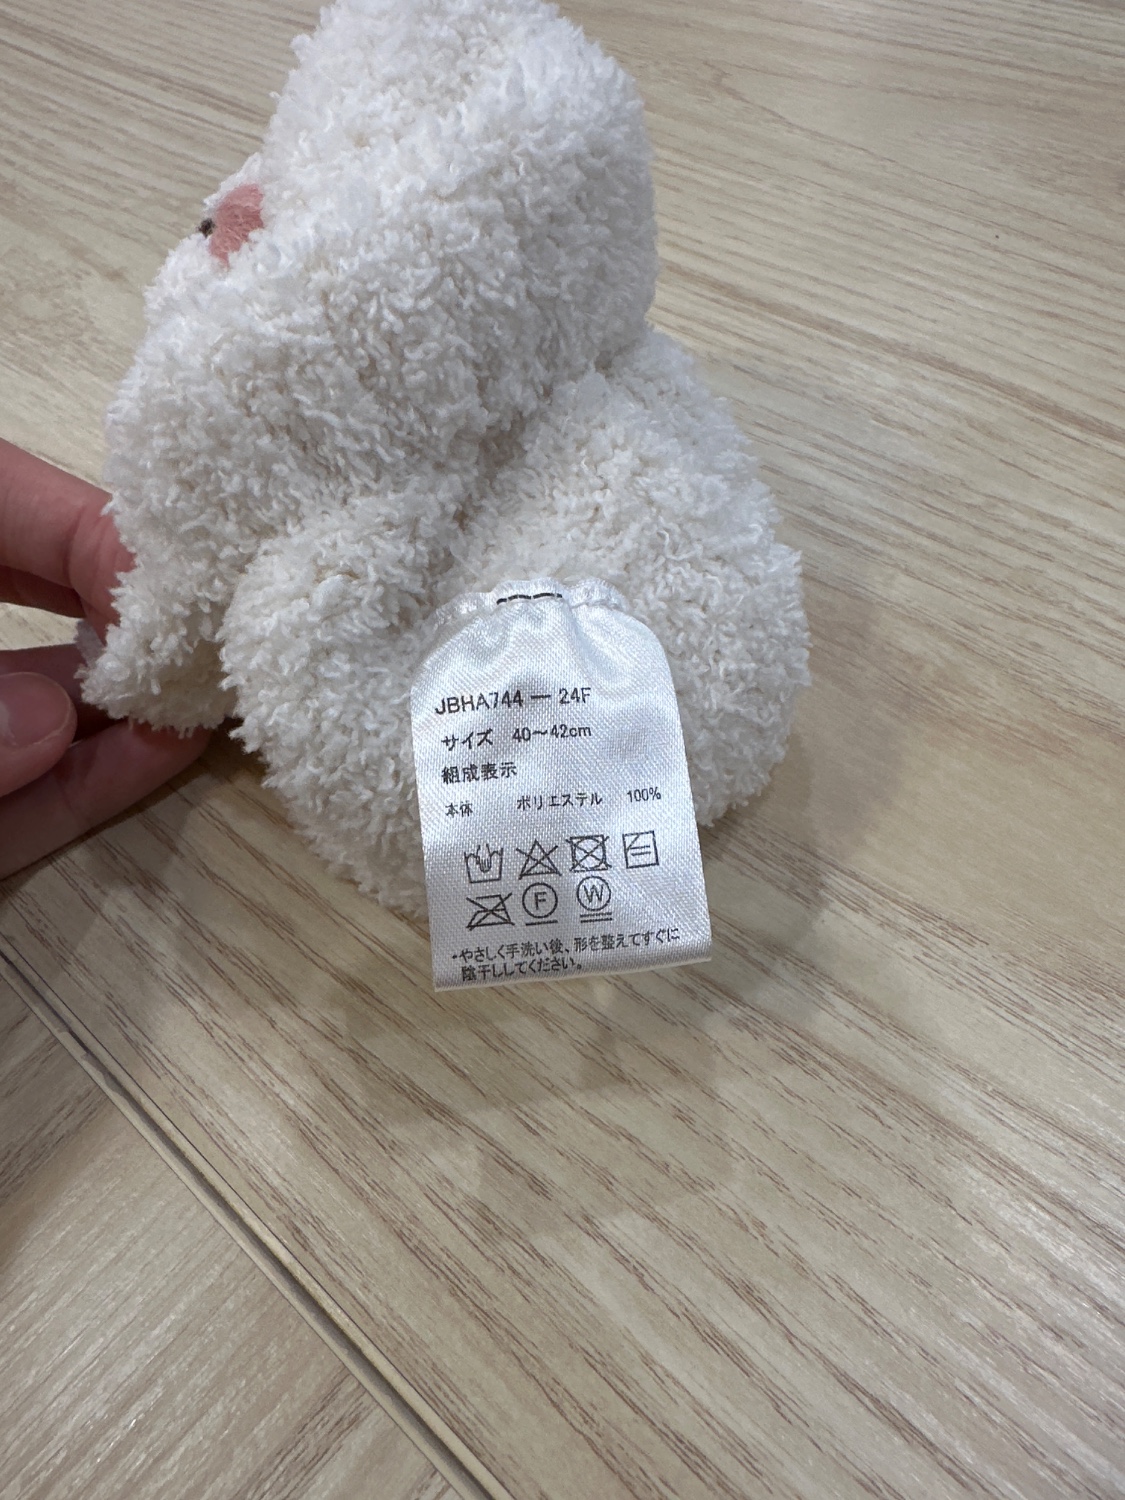 JBHA744 — 24F
サイズ 40～42cm
組成表示
本体 ポリエステル 100%
F W
・やさしく手洗い後、形を整えてすぐに
陰干ししてください。